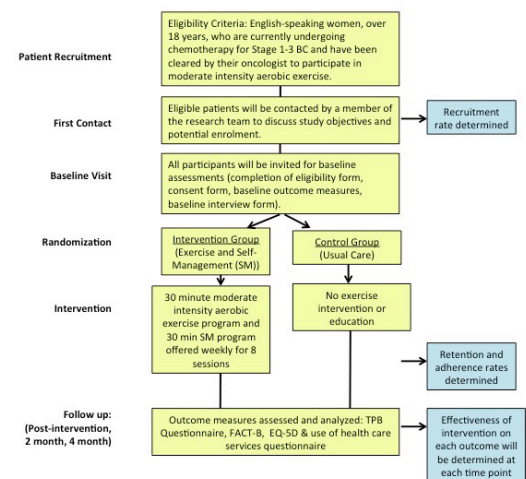 Patient Recruitment
Eligibility Criteria: English-speaking women, over
18 years, who are currently undergoing
chemotherapy for Stage 1-3 BC and have been
cleared by their oncologist to participate in
moderate intensity aerobic exercise.
First Contact
Eligible patients will be contacted by a member of
the research team to discuss study objectives and
potential enrolment.
Recruitment
rate determined
Baseline Visit
All participants will be invited for baseline
assessments (completion of eligibility form,
consent form, baseline outcome measures,
baseline interview form).
Randomization
Intervention Group
(Exercise and Self-
Management (SM))
Control Group
(Usual Care)
Intervention
30 minute moderate
intensity aerobic
exercise program and
30 min SM program
offered weekly for 8
sessions
No exercise
intervention or
education
Retention and
adherence rates
determined
Follow up:
(Post-intervention,
2 month, 4 month)
Outcome measures assessed and analyzed: TPB
Questionnaire, FACT-B, EQ-5D & use of health care
services questionnaire
Effectiveness of
intervention on
each outcome will
be determined at
each time point